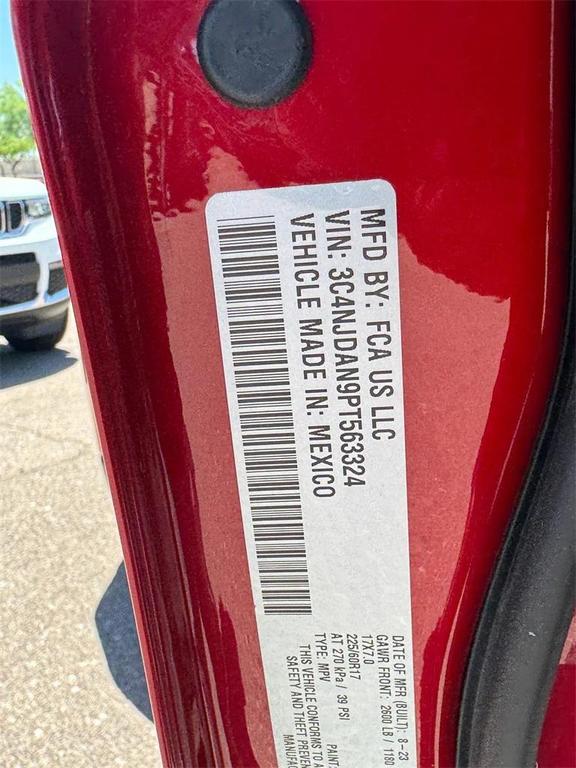 MFD BY: FCA US LLC
VIN: 3C4NJDAN9PT563324
VEHICLE MADE IN: MEXICO
DATE OF MFR (BUILT): 8-23
GAWR FRONT: 2600 LB / 1180
17X7.0
225/60R17
AT 270 kPa / 39 PSI
TYPE: MPV PAINT:
THIS VEHICLE CONFORMS TO A
SAFETY AND THEFT PREVEN
MANUFAC